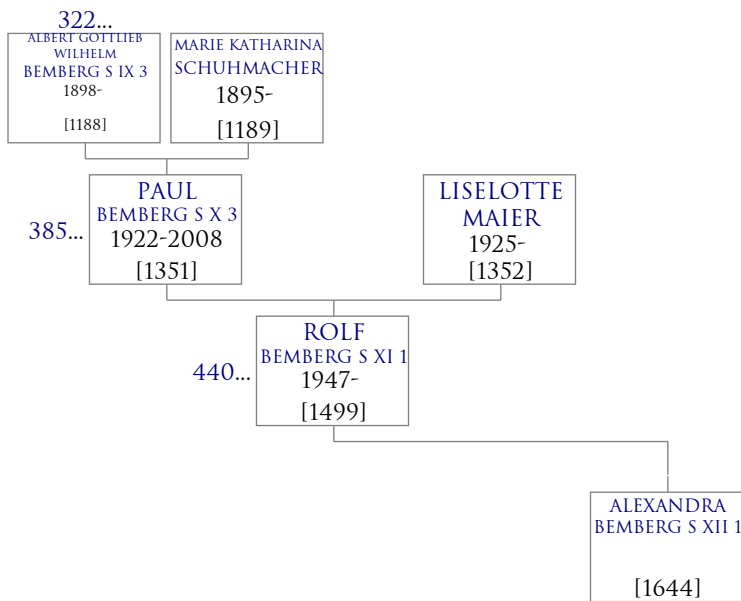 322...
ALBERT GOTTLIEB
WILHELM
BEMBERG S IX 3
1898-
[1188]
MARIE KATHARINA
SCHUHMACHER
1895-
[1189]
385...
PAUL
BEMBERG S X 3
1922-2008
[1351]
LISELOTTE
MAIER
1925-
[1352]
440...
ROLF
BEMBERG S XI 1
1947-
[1499]
ALEXANDRA
BEMBERG S XII 1
[1644]